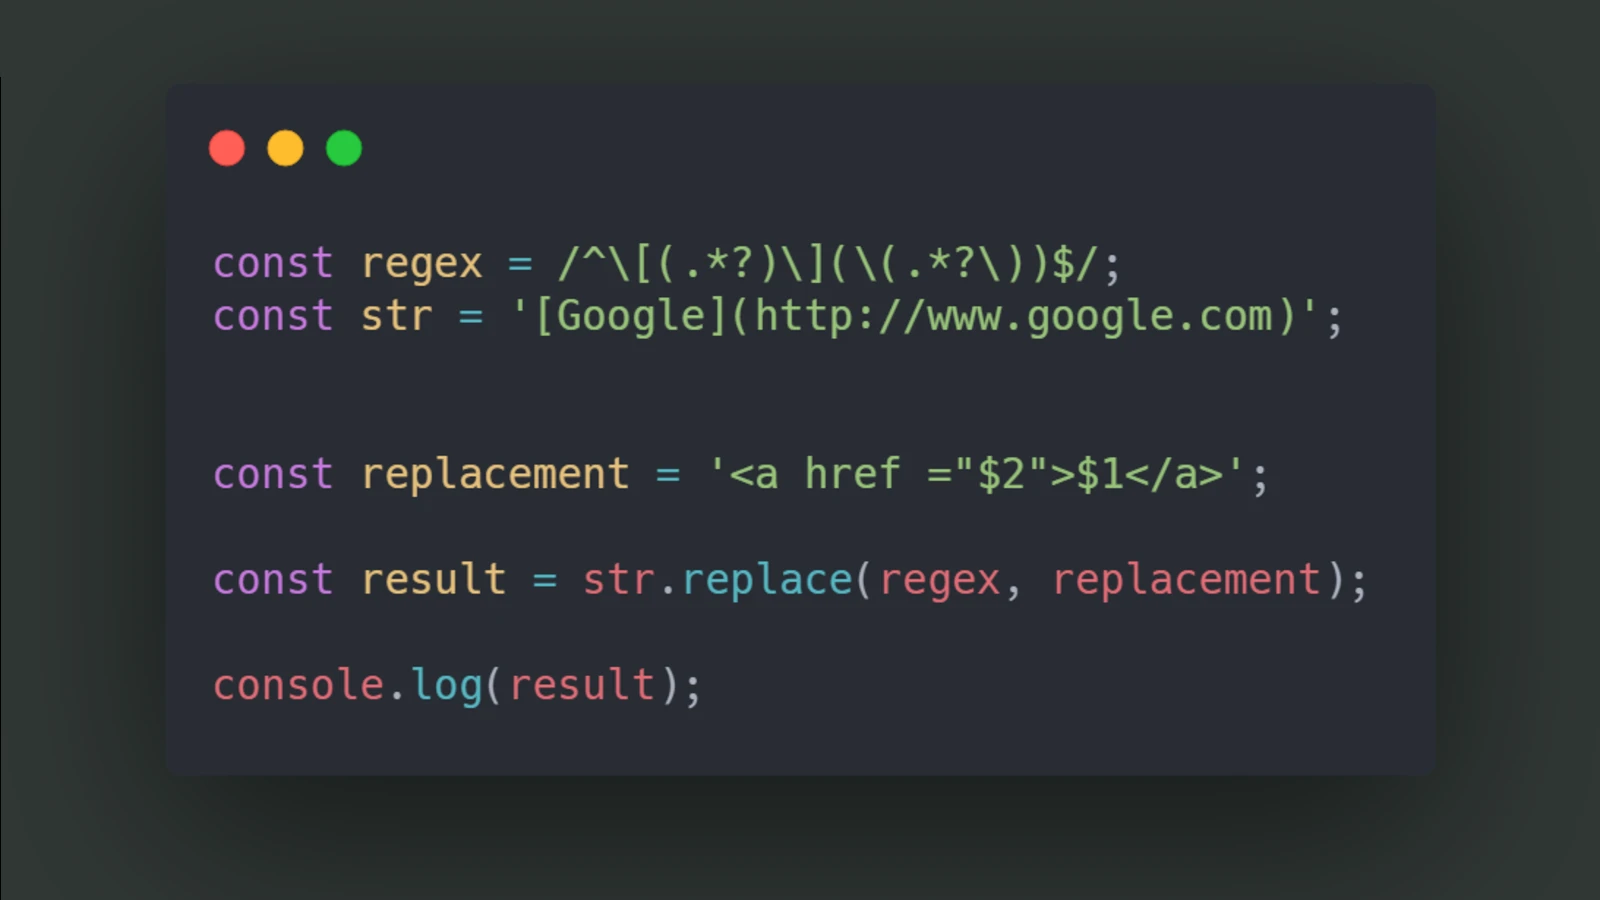 const regex = /^\[(.*?)\](\(.*?\))$/;
const str = '[Google](http://www.google.com)';
const replacement = '<a href ="$2">$1</a>';
const result = str.replace(regex, replacement);
console.log(result);